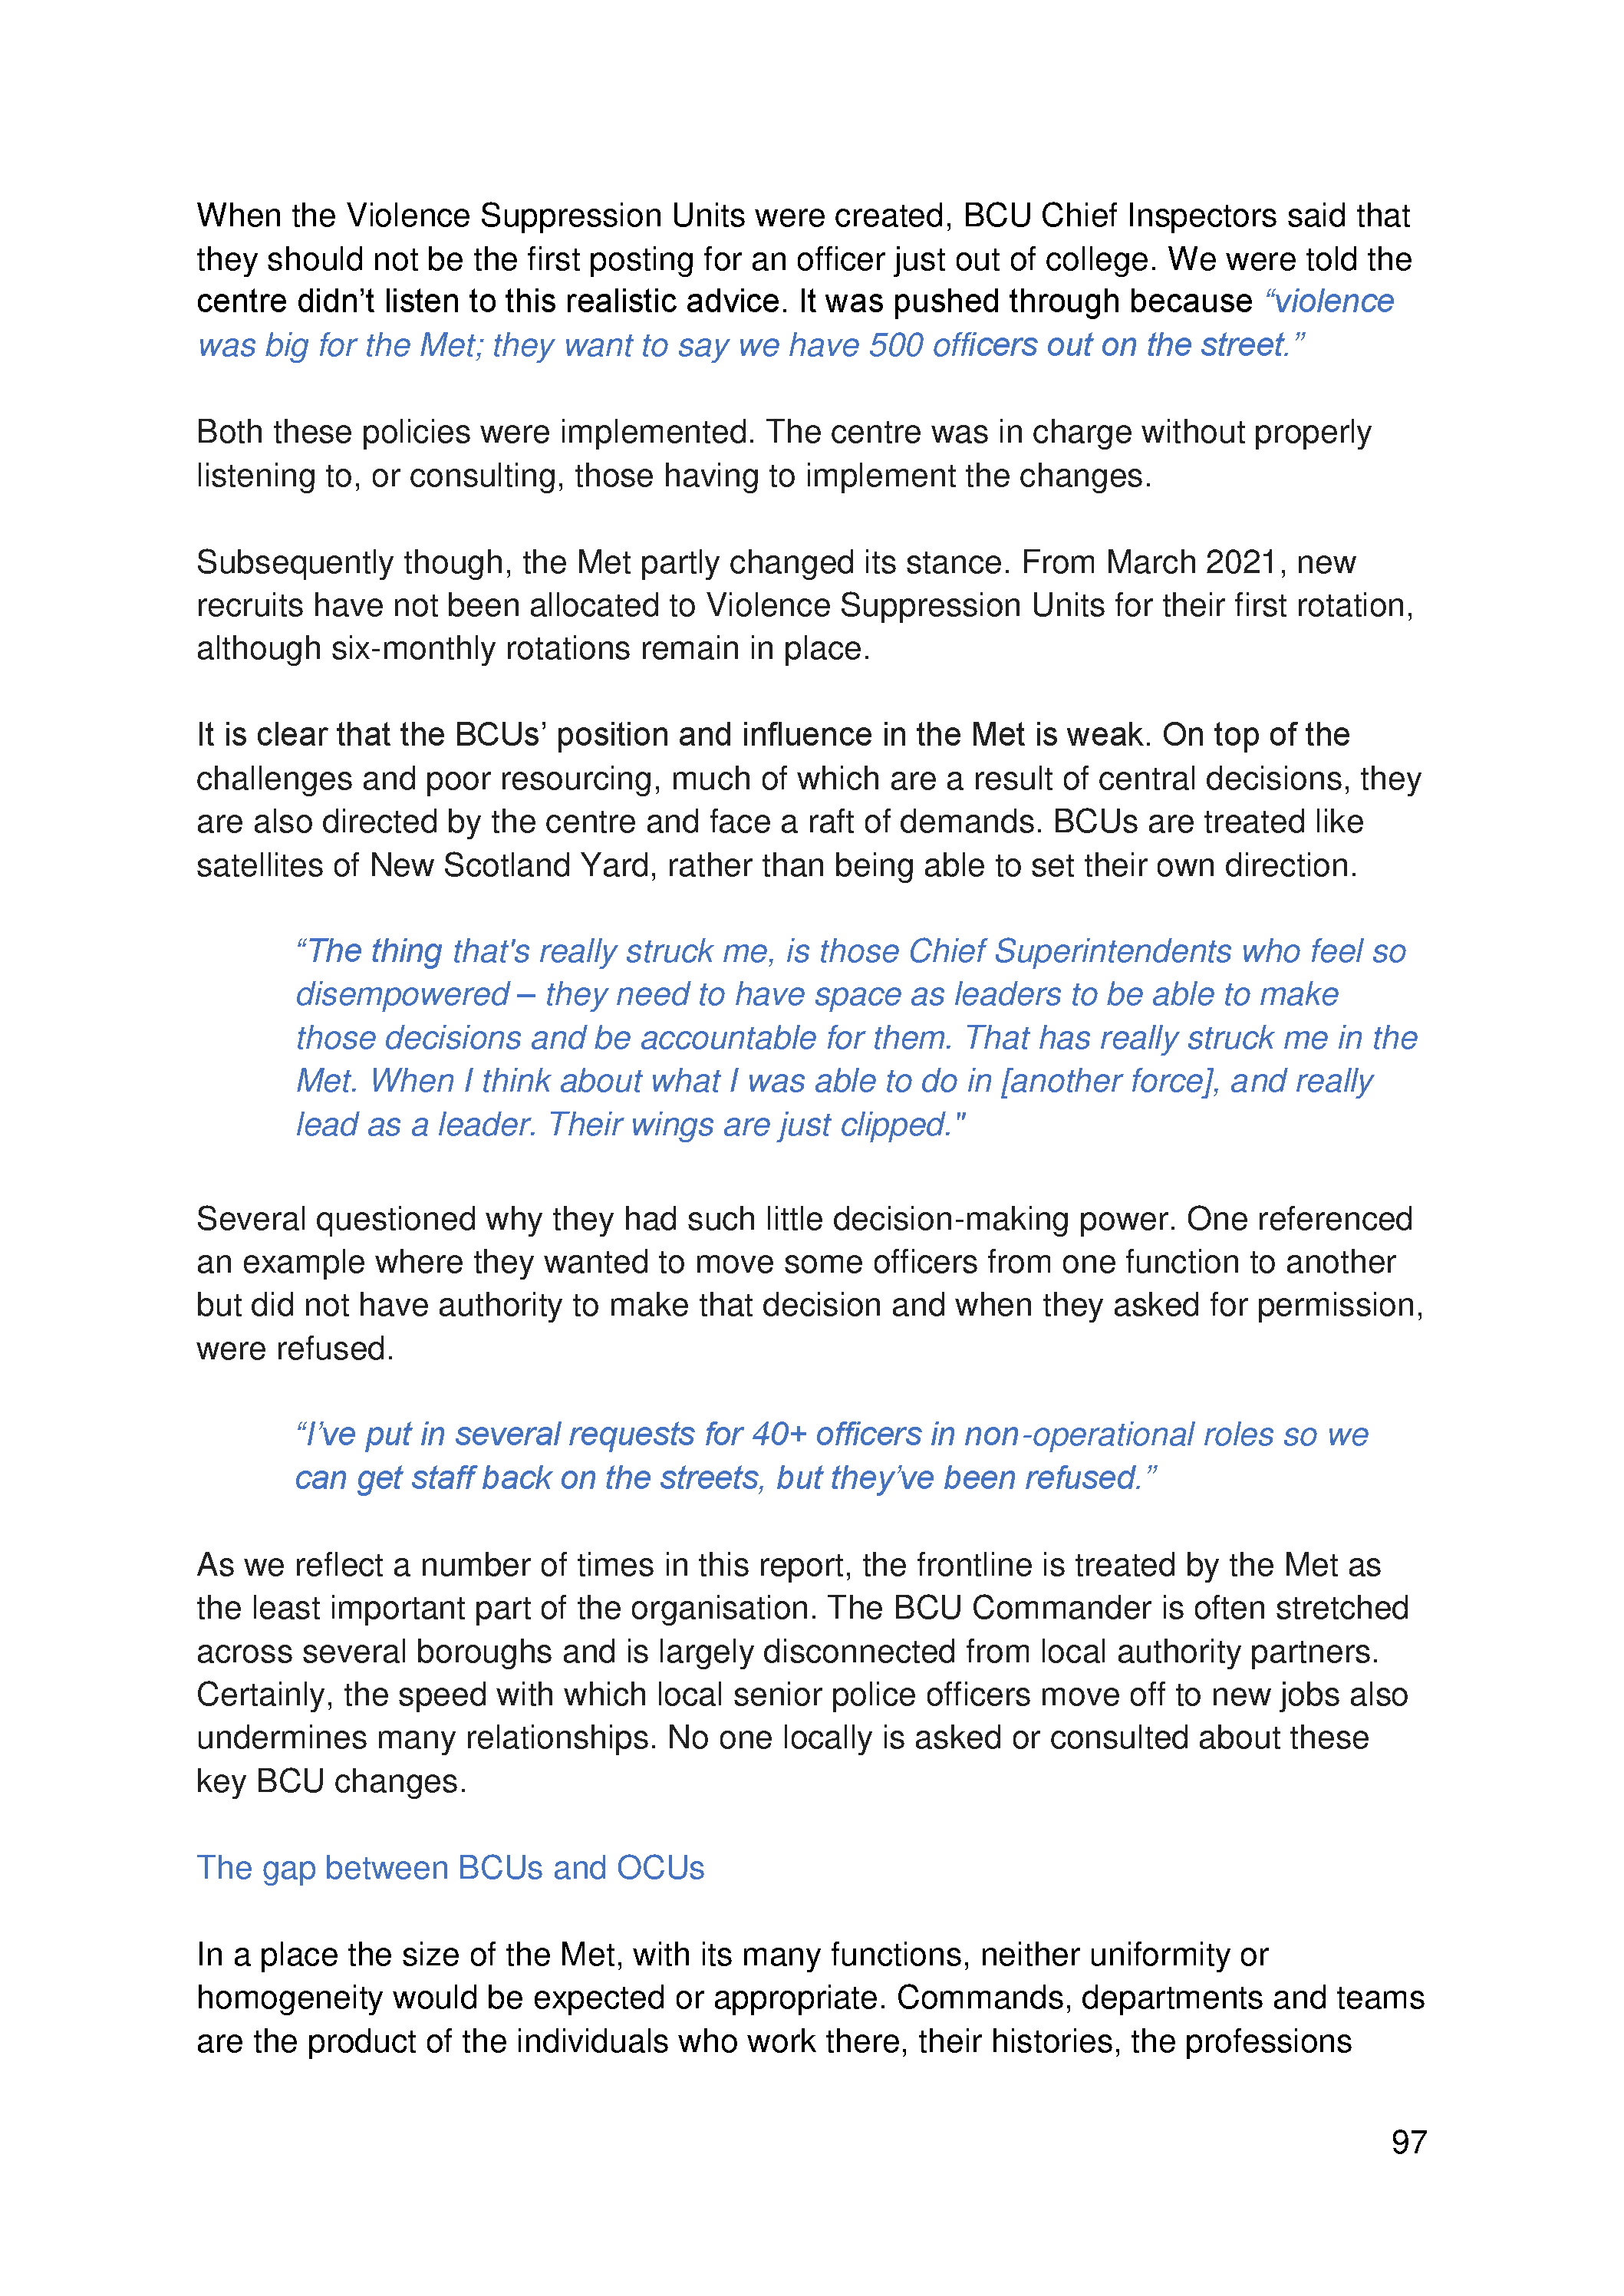 When the Violence Suppression Units were created, BCU Chief Inspectors said that
they should not be the first posting for an officer just out of college. We were told the
centre didn’t listen to this realistic advice. It was pushed through because “violence
was big for the Met; they want to say we have 500 officers out on the street.”
Both these policies were implemented. The centre was in charge without properly
listening to, or consulting, those having to implement the changes.
Subsequently though, the Met partly changed its stance. From March 2021, new
recruits have not been allocated to Violence Suppression Units for their first rotation,
although six-monthly rotations remain in place.
It is clear that the BCUs’ position and influence in the Met is weak. On top of the
challenges and poor resourcing, much of which are a result of central decisions, they
are also directed by the centre and face a raft of demands. BCUs are treated like
satellites of New Scotland Yard, rather than being able to set their own direction.
“The thing that's really struck me, is those Chief Superintendents who feel so
disempowered – they need to have space as leaders to be able to make
those decisions and be accountable for them. That has really struck me in the
Met. When I think about what I was able to do in [another force], and really
lead as a leader. Their wings are just clipped."
Several questioned why they had such little decision-making power. One referenced
an example where they wanted to move some officers from one function to another
but did not have authority to make that decision and when they asked for permission,
were refused.
“I’ve put in several requests for 40+ officers in non-operational roles so we
can get staff back on the streets, but they’ve been refused.”
As we reflect a number of times in this report, the frontline is treated by the Met as
the least important part of the organisation. The BCU Commander is often stretched
across several boroughs and is largely disconnected from local authority partners.
Certainly, the speed with which local senior police officers move off to new jobs also
undermines many relationships. No one locally is asked or consulted about these
key BCU changes.
The gap between BCUs and OCUs
In a place the size of the Met, with its many functions, neither uniformity or
homogeneity would be expected or appropriate. Commands, departments and teams
are the product of the individuals who work there, their histories, the professions
97